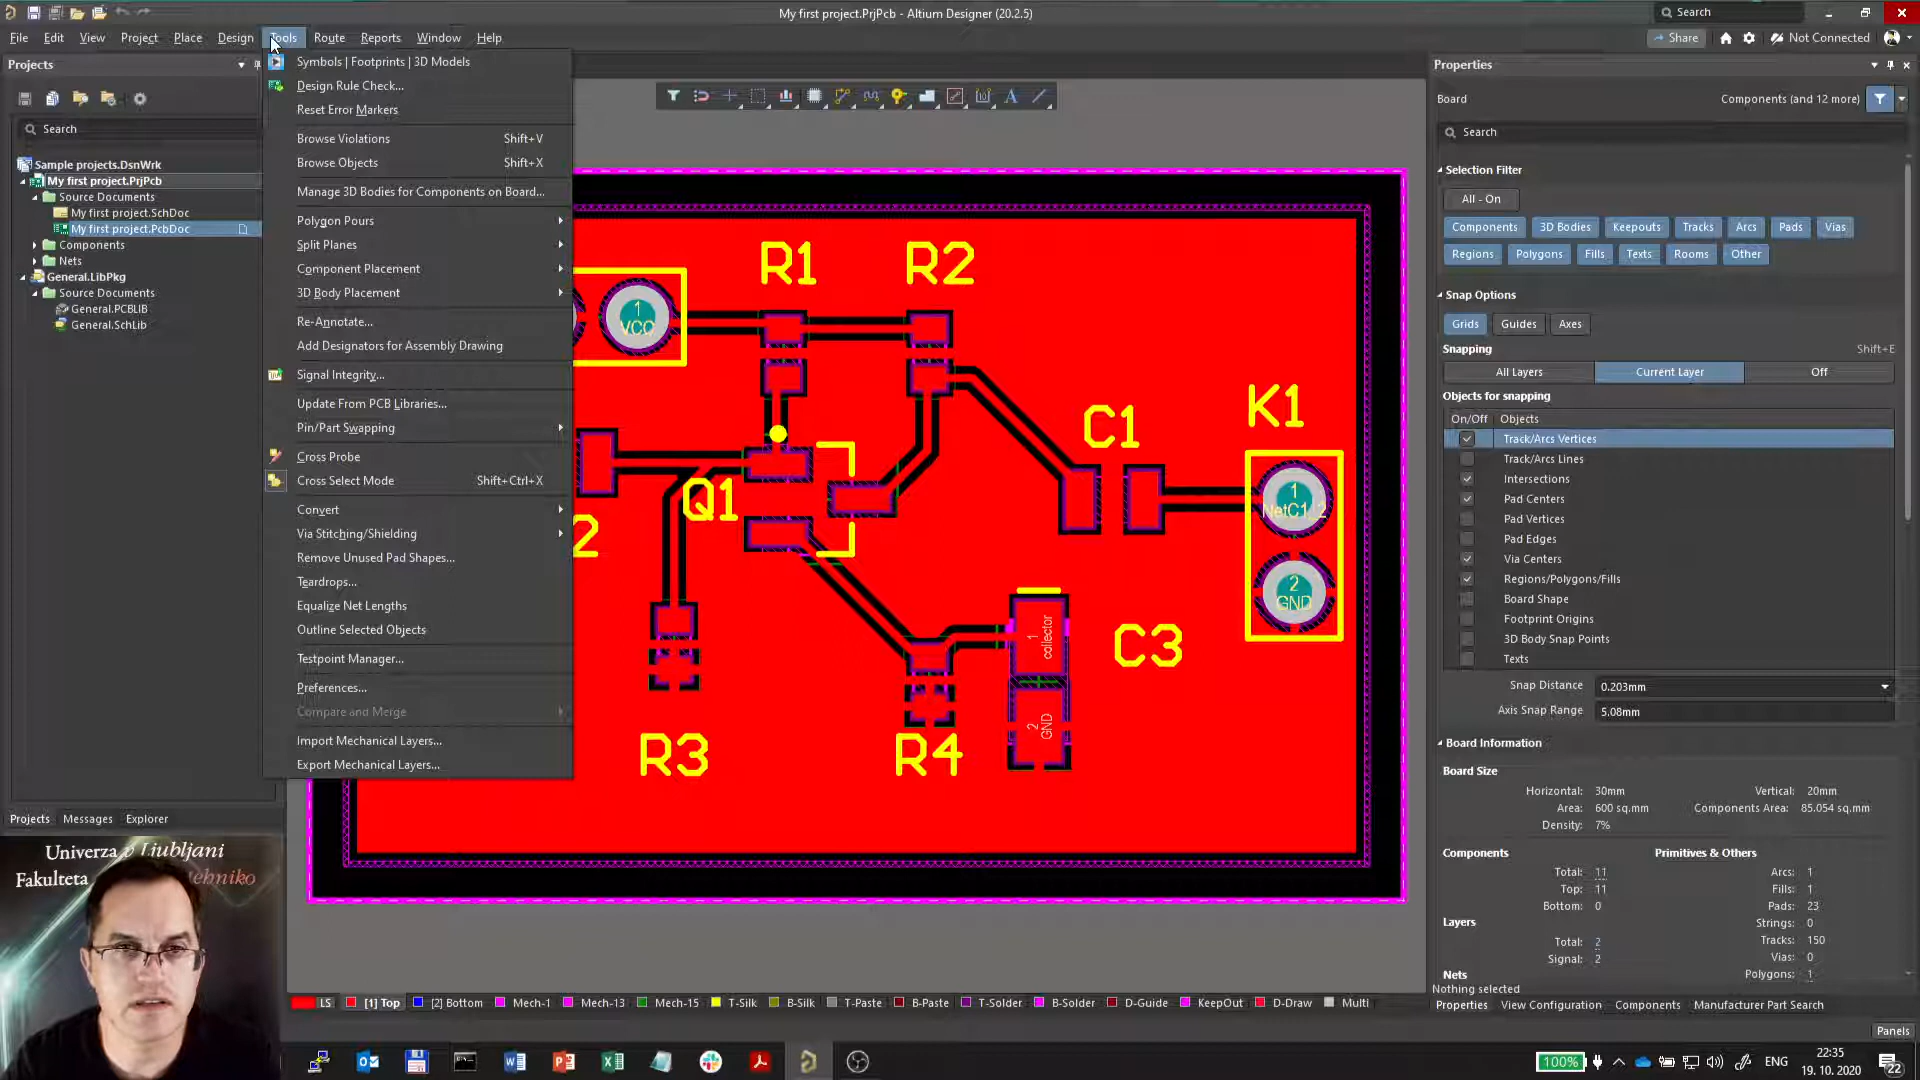 My first project.PrjPcb - Altium Designer (20.2.5)
Search
File Edit View Project Place Design Tools Route Reports Window Help
Share
Not Connected
Projects
Search
Sample projects.DsnWrk
My first project.PrjPcb
Source Documents
My first project.SchDoc
My first project.PcbDoc
Components
Nets
General.LibPkg
Source Documents
General.PCBLIB
General.SchLib
Projects Messages Explorer
Symbols | Footprints | 3D Models
Design Rule Check...
Reset Error Markers
Browse Violations Shift+V
Browse Objects Shift+X
Manage 3D Bodies for Components on Board...
Polygon Pours
Split Planes
Component Placement
3D Body Placement
Re-Annotate...
Add Designators for Assembly Drawing
Signal Integrity...
Update From PCB Libraries...
Pin/Part Swapping
Cross Probe
Cross Select Mode Shift+Ctrl+X
Convert
Via Stitching/Shielding
Remove Unused Pad Shapes...
Teardrops...
Equalize Net Lengths
Outline Selected Objects
Testpoint Manager...
Preferences...
Compare and Merge
Import Mechanical Layers...
Export Mechanical Layers...
R1 R2
1
VCC
C1 K1
Q1
2
1
NetC1_2
2
GND
1
collector
2
GND
C3
R3 R4
Properties
Board Components (and 12 more)
Search
Selection Filter
All - On
Components 3D Bodies Keepouts Tracks Arcs Pads Vias
Regions Polygons Fills Texts Rooms Other
Snap Options
Grids Guides Axes
Snapping Shift+E
All Layers Current Layer Off
Objects for snapping
On/Off Objects
Track/Arcs Vertices
Track/Arcs Lines
Intersections
Pad Centers
Pad Vertices
Pad Edges
Via Centers
Regions/Polygons/Fills
Board Shape
Footprint Origins
3D Body Snap Points
Texts
Snap Distance 0.203mm
Axis Snap Range 5.08mm
Board Information
Board Size
Horizontal: 30mm Vertical: 20mm
Area: 600 sq.mm Components Area: 85.054 sq.mm
Density: 7%
Components Primitives & Others
Total: 11 Arcs: 1
Top: 11 Fills: 1
Bottom: 0 Pads: 23
Layers Strings: 0
Total: 2 Tracks: 150
Signal: 2 Vias: 0
Nets Polygons: 1
Nothing selected
Properties View Configuration Components Manufacturer Part Search
LS [1] Top [2] Bottom Mech-1 Mech-13 Mech-15 T-Silk B-Silk T-Paste B-Paste T-Solder B-Solder D-Guide KeepOut D-Draw Multi
Panels
Univerza v Ljubljani
Fakulteta
100% ENG 22:35
19. 10. 2020 22